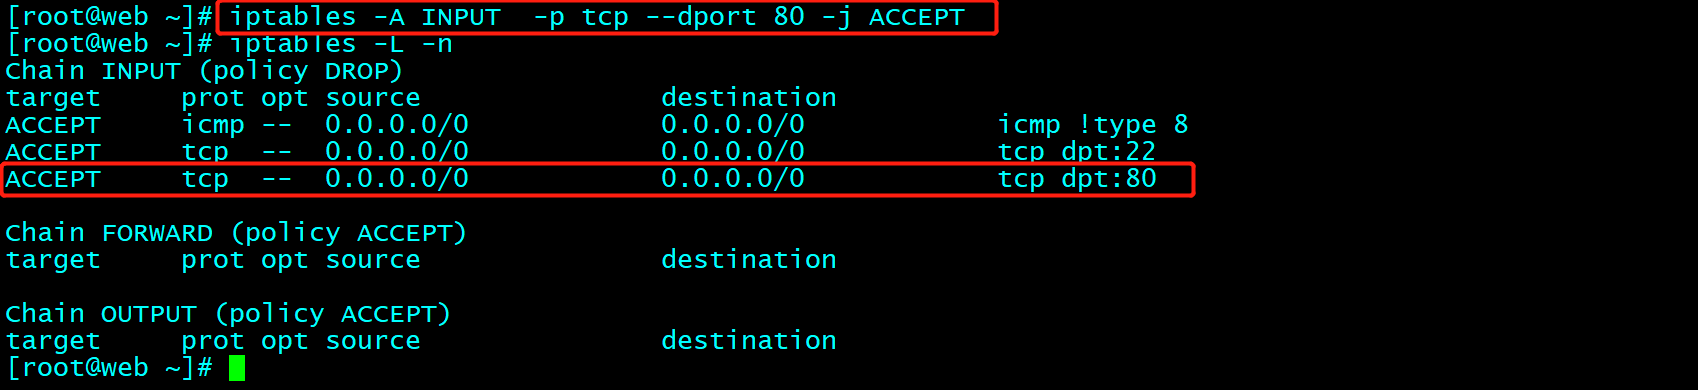 [root@web ~]# iptables -A INPUT  -p tcp --dport 80 -j ACCEPT
[root@web ~]# iptables -L -n
Chain INPUT (policy DROP)
target     prot opt source               destination
ACCEPT     icmp --  0.0.0.0/0            0.0.0.0/0            icmp !type 8
ACCEPT     tcp  --  0.0.0.0/0            0.0.0.0/0            tcp dpt:22
ACCEPT     tcp  --  0.0.0.0/0            0.0.0.0/0            tcp dpt:80
Chain FORWARD (policy ACCEPT)
target     prot opt source               destination
Chain OUTPUT (policy ACCEPT)
target     prot opt source               destination
[root@web ~]#